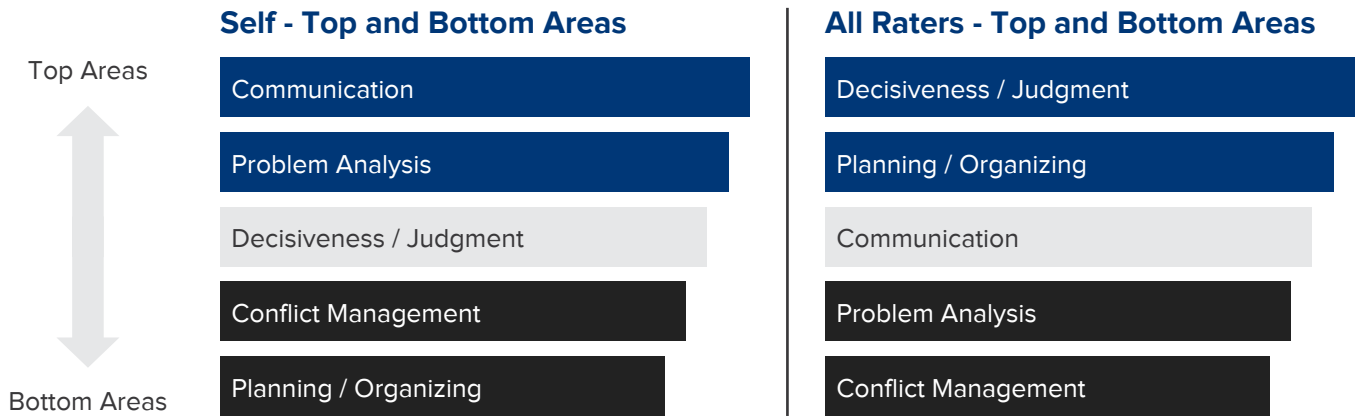 Self - Top and Bottom Areas
All Raters - Top and Bottom Areas
Top Areas
Communication
Problem Analysis
Decisiveness / Judgment
Conflict Management
Planning / Organizing
Bottom Areas
Decisiveness / Judgment
Planning / Organizing
Communication
Problem Analysis
Conflict Management